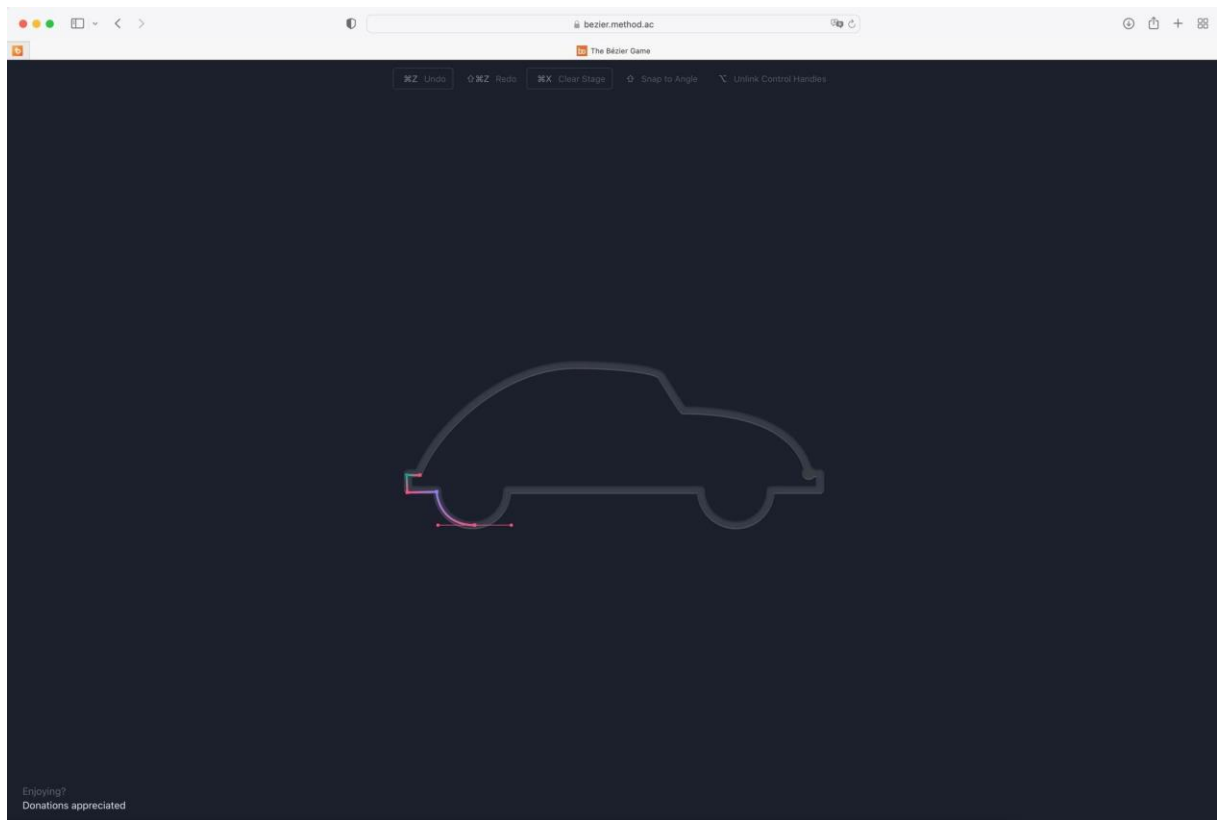 bezier.method.ac
The Bézier Game
⌘Z Undo ⇧⌘Z Redo ⌘X Clear Stage ⇧ Snap to Angle ⌥ Unlink Control Handles
Enjoying?
Donations appreciated